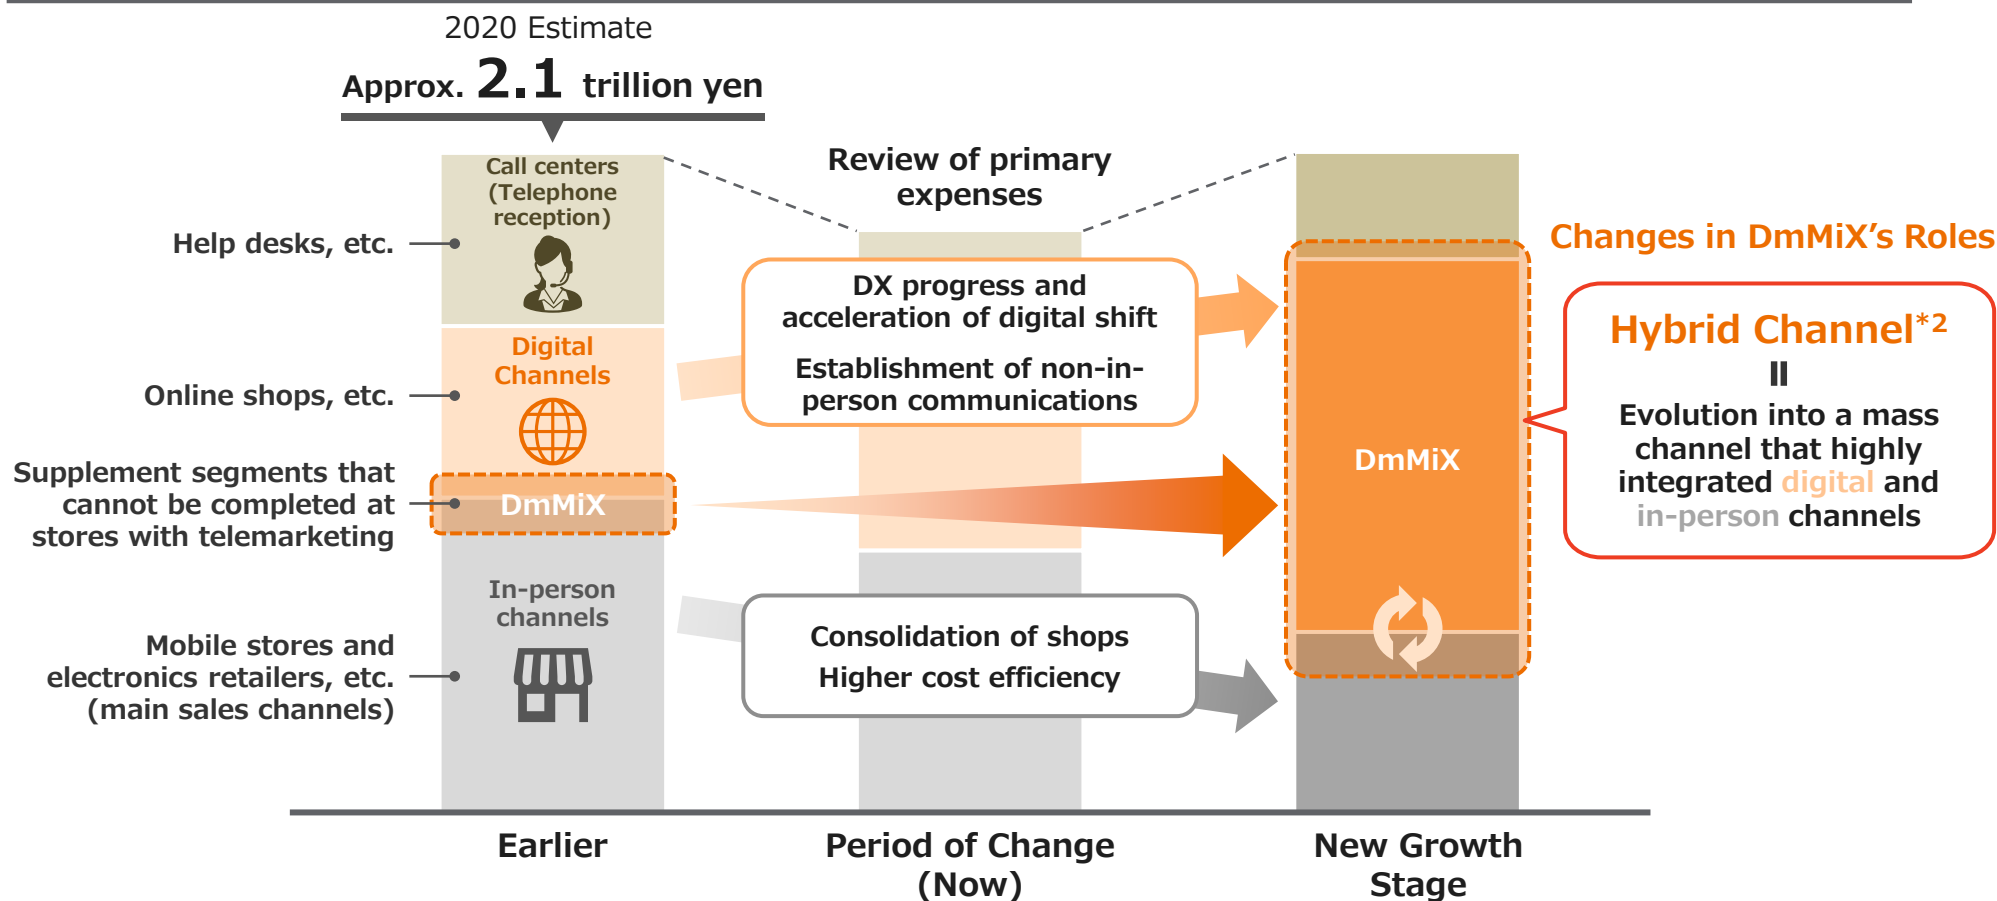 2020 Estimate
Approx. 2.1 trillion yen
Call centers
(Telephone
reception)
Help desks, etc.
Digital
Channels
Online shops, etc.
Supplement segments that
cannot be completed at
stores with telemarketing
DmMiX
In-person
channels
Mobile stores and
electronics retailers, etc.
(main sales channels)
Review of primary
expenses
DX progress and
acceleration of digital shift
Establishment of non-in-
person communications
Consolidation of shops
Higher cost efficiency
DmMiX
Changes in DmMiX’s Roles
Hybrid Channel*2
=
Evolution into a mass
channel that highly
integrated digital and
in-person channels
Earlier
Period of Change
(Now)
New Growth
Stage